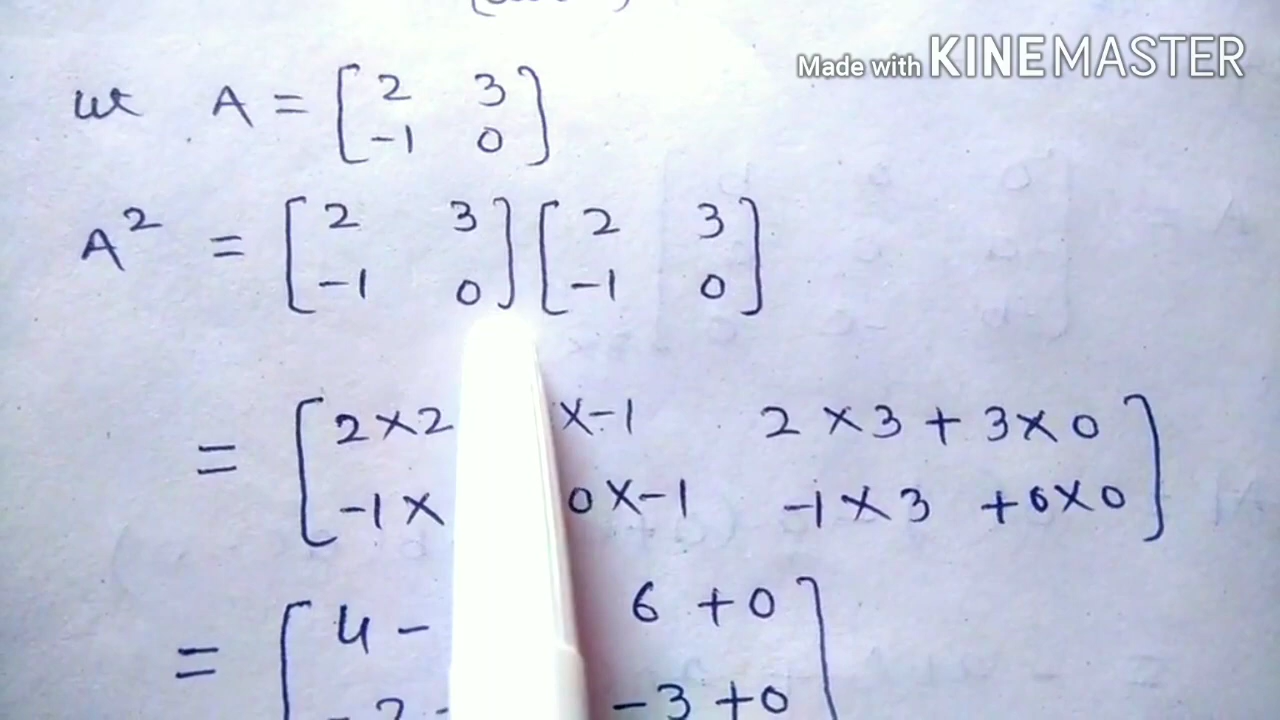 Made with KINEMASTER
let A = [ 2 3
-1 0 ]
A² = [ 2 3 ] [ 2 3 ]
[ -1 0 ] [ -1 0 ]
= [ 2×2 ×-1 2×3+3×0
-1× 0×-1 -1×3 +0×0 ]
= [ 4 - 6 +0 ]
-2 - -3 +0